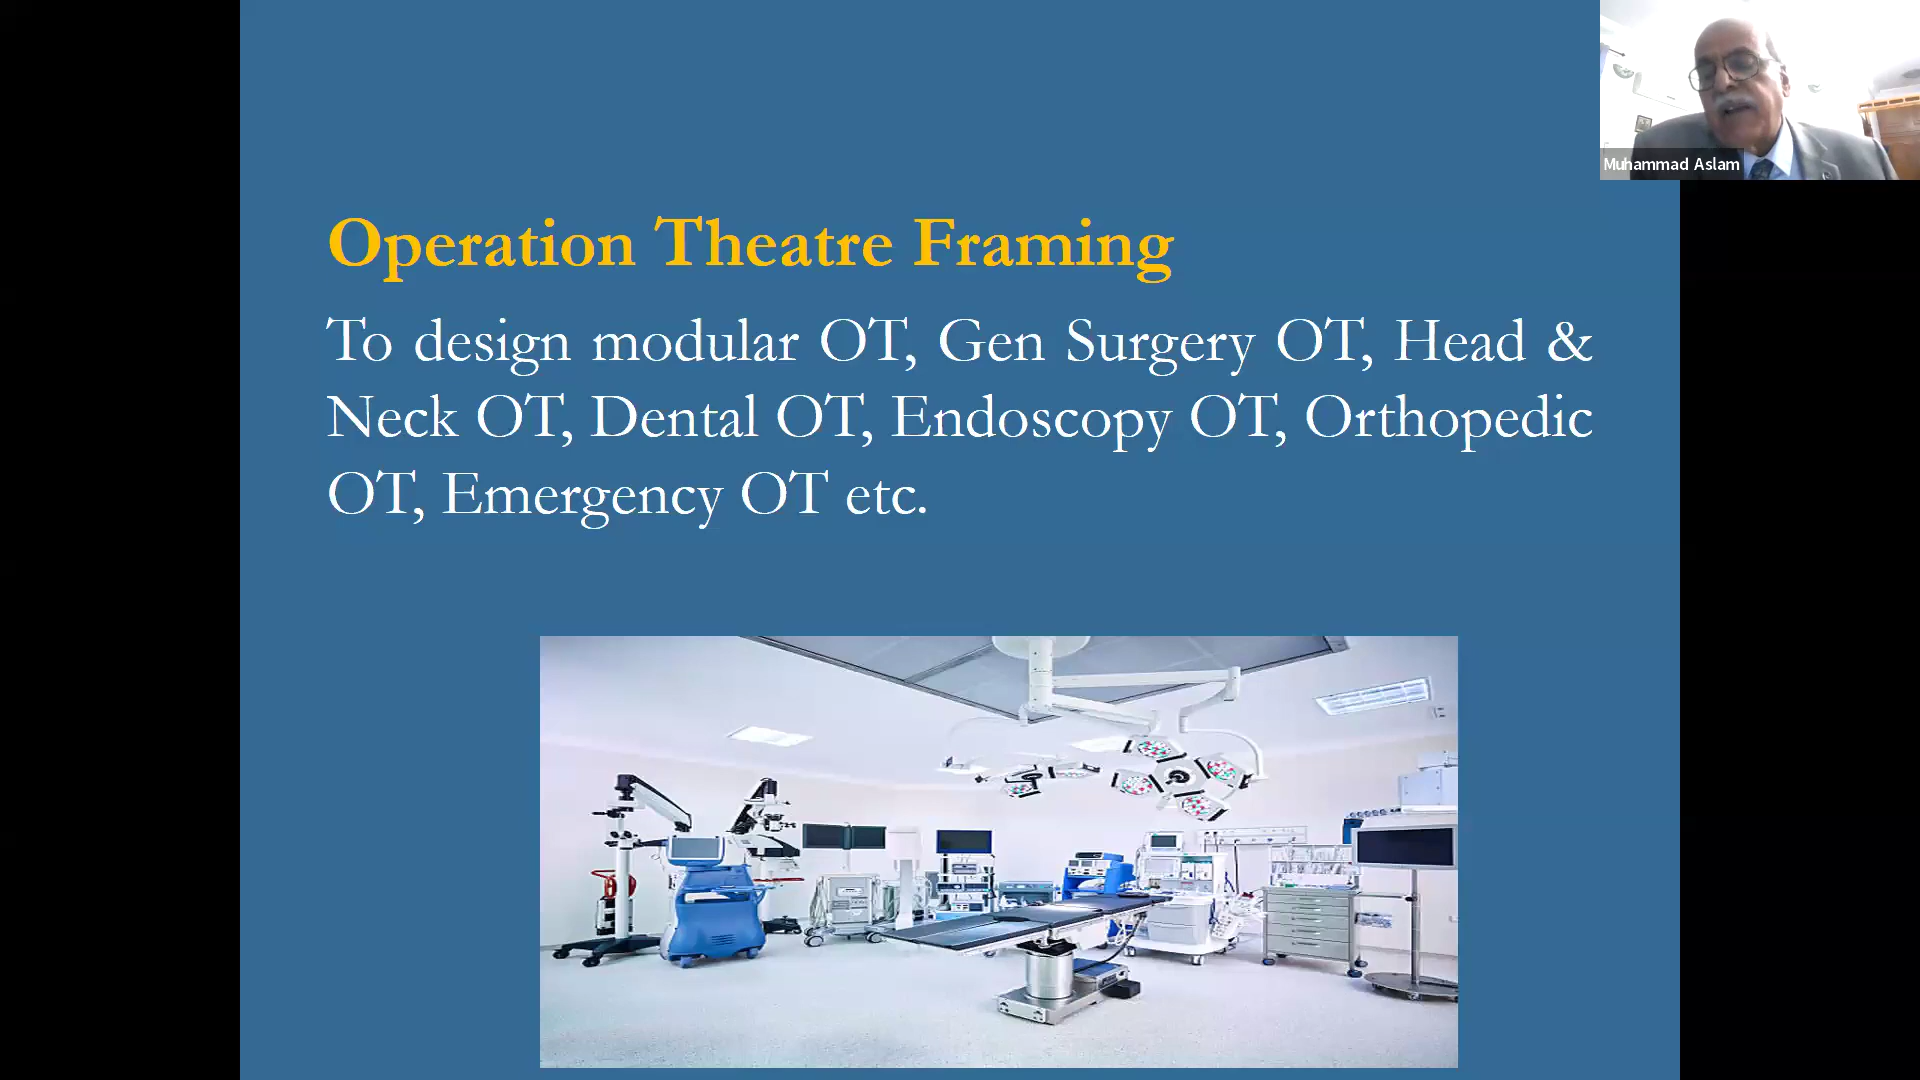 Muhammad Aslam
Operation Theatre Framing
To design modular OT, Gen Surgery OT, Head &
Neck OT, Dental OT, Endoscopy OT, Orthopedic
OT, Emergency OT etc.